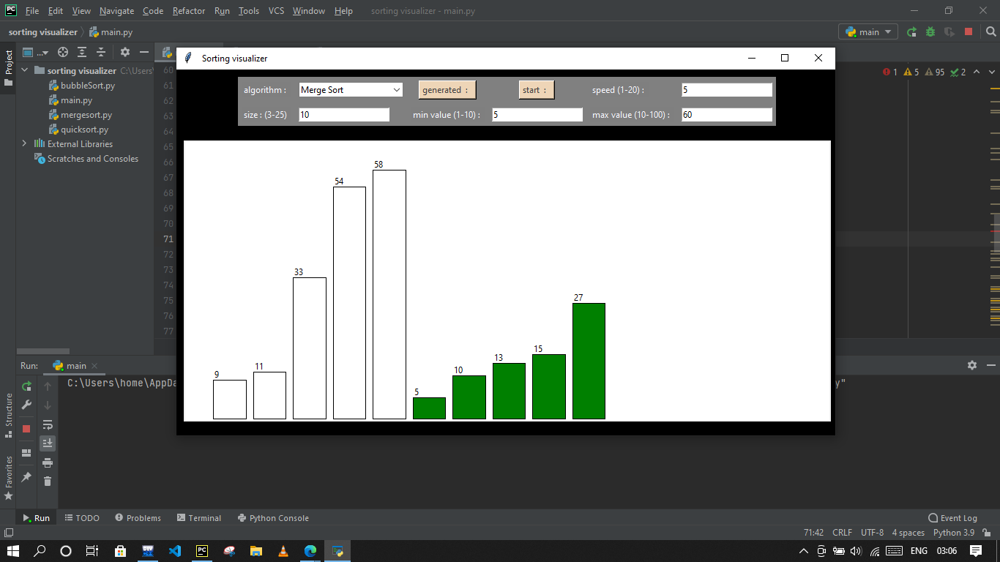 PC File Edit View Navigate Code Refactor Run Tools VCS Window Help sorting visualizer - main.py
sorting visualizer main.py main
Project
...
sorting visualizer C:\Users\
bubbleSort.py
main.py
mergesort.py
quicksort.py
External Libraries
Scratches and Consoles
60
61
62
63
64
65
66
67
68
69
70
71
72
73
74
75
76
77
1 5 95 2
Sorting visualizer
algorithm : Merge Sort generated : start : speed (1-20) : 5
size : (3-25) 10 min value (1-10) : 5 max value (10-100) : 60
58
54
33
27
15
13
10
5
11
9
Run: main
C:\Users\home\AppDa y"
Structure
Favorites
Run TODO Problems Terminal Python Console Event Log
71:42 CRLF UTF-8 4 spaces Python 3.9
PC ENG 03:06